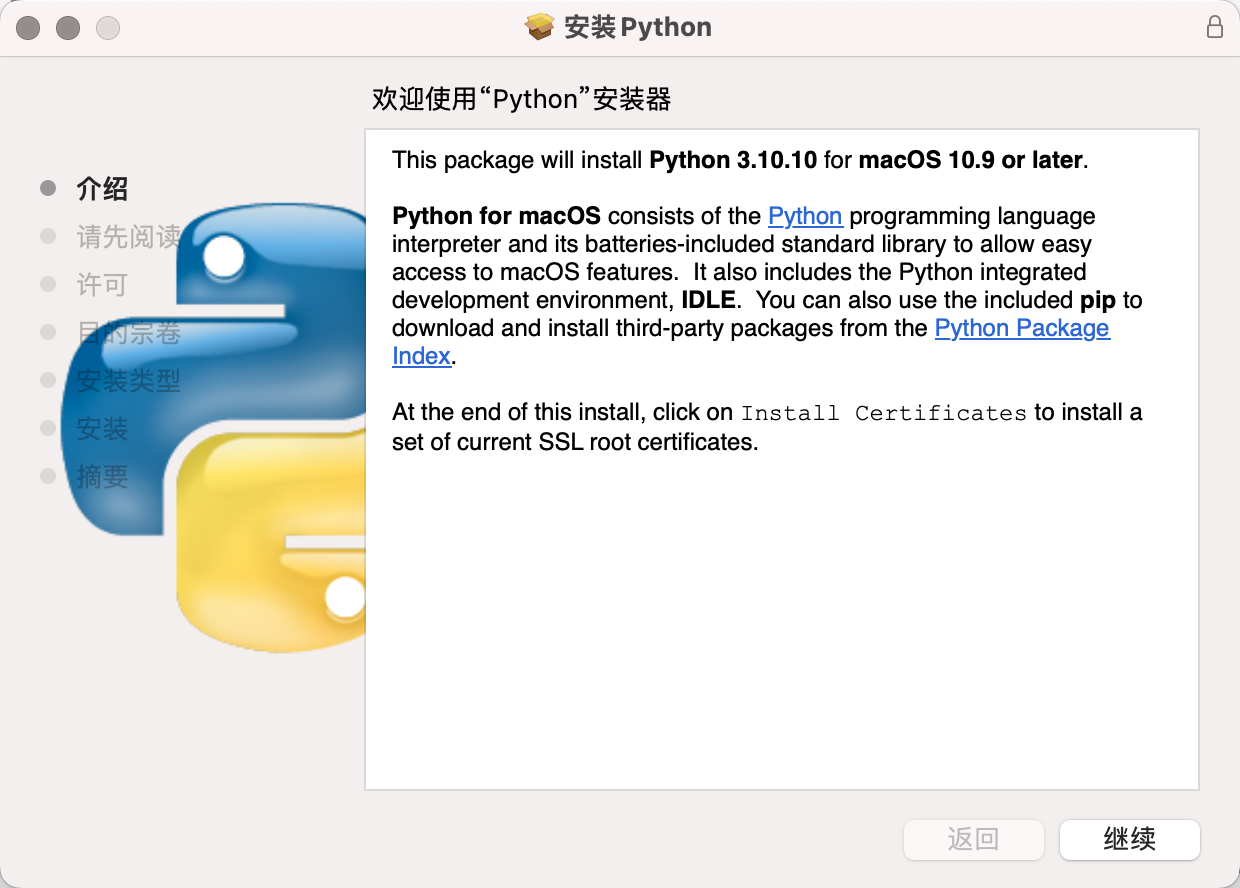 安装Python
欢迎使用“Python”安装器
介绍
请先阅读
许可
目的宗卷
安装类型
安装
摘要
This package will install Python 3.10.10 for macOS 10.9 or later.
Python for macOS consists of the Python programming language
interpreter and its batteries-included standard library to allow easy
access to macOS features.  It also includes the Python integrated
development environment, IDLE.  You can also use the included pip to
download and install third-party packages from the Python Package
Index.
At the end of this install, click on Install Certificates to install a
set of current SSL root certificates.
返回
继续